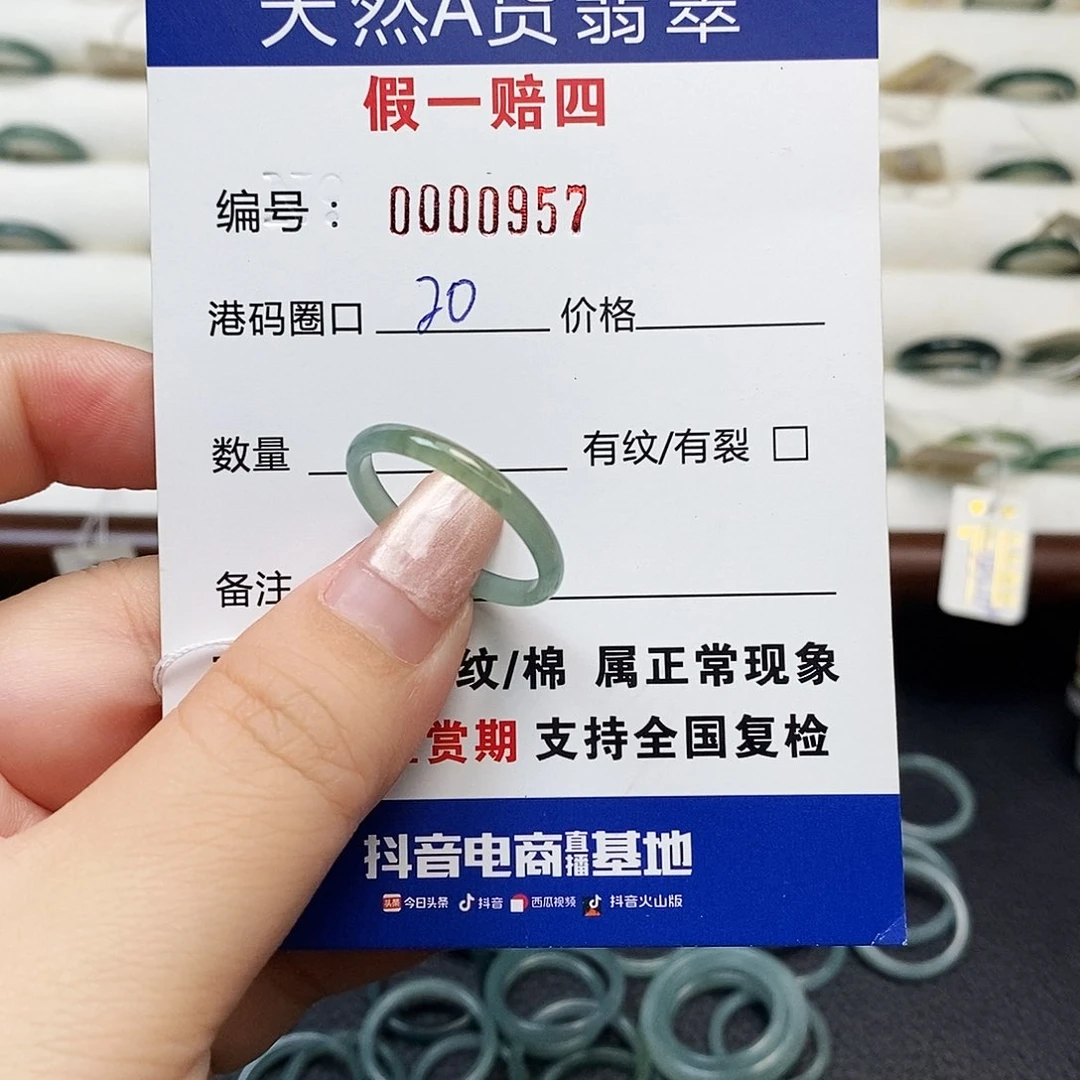 天然A货翡翠
假一赔四
编号： 0000957
港码圈口 20 价格
数量 有纹/有裂 □
备注
纹/棉 属正常现象
赏期 支持全国复检
抖音电商直播基地
头条 今日头条 抖音 西瓜视频 抖音火山版